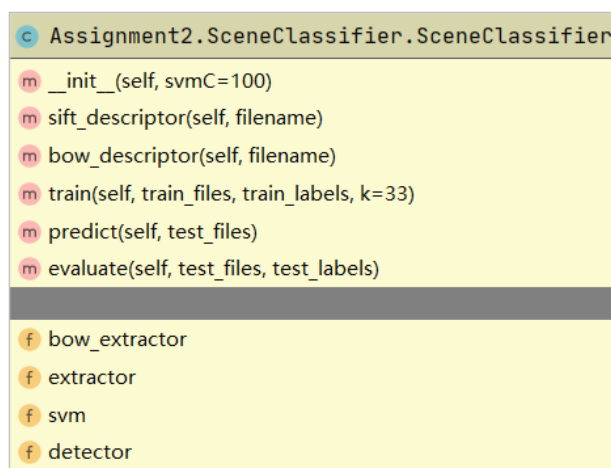 c Assignment2.SceneClassifier.SceneClassifier
m __init__(self, svmC=100)
m sift_descriptor(self, filename)
m bow_descriptor(self, filename)
m train(self, train_files, train_labels, k=33)
m predict(self, test_files)
m evaluate(self, test_files, test_labels)
f bow_extractor
f extractor
f svm
f detector